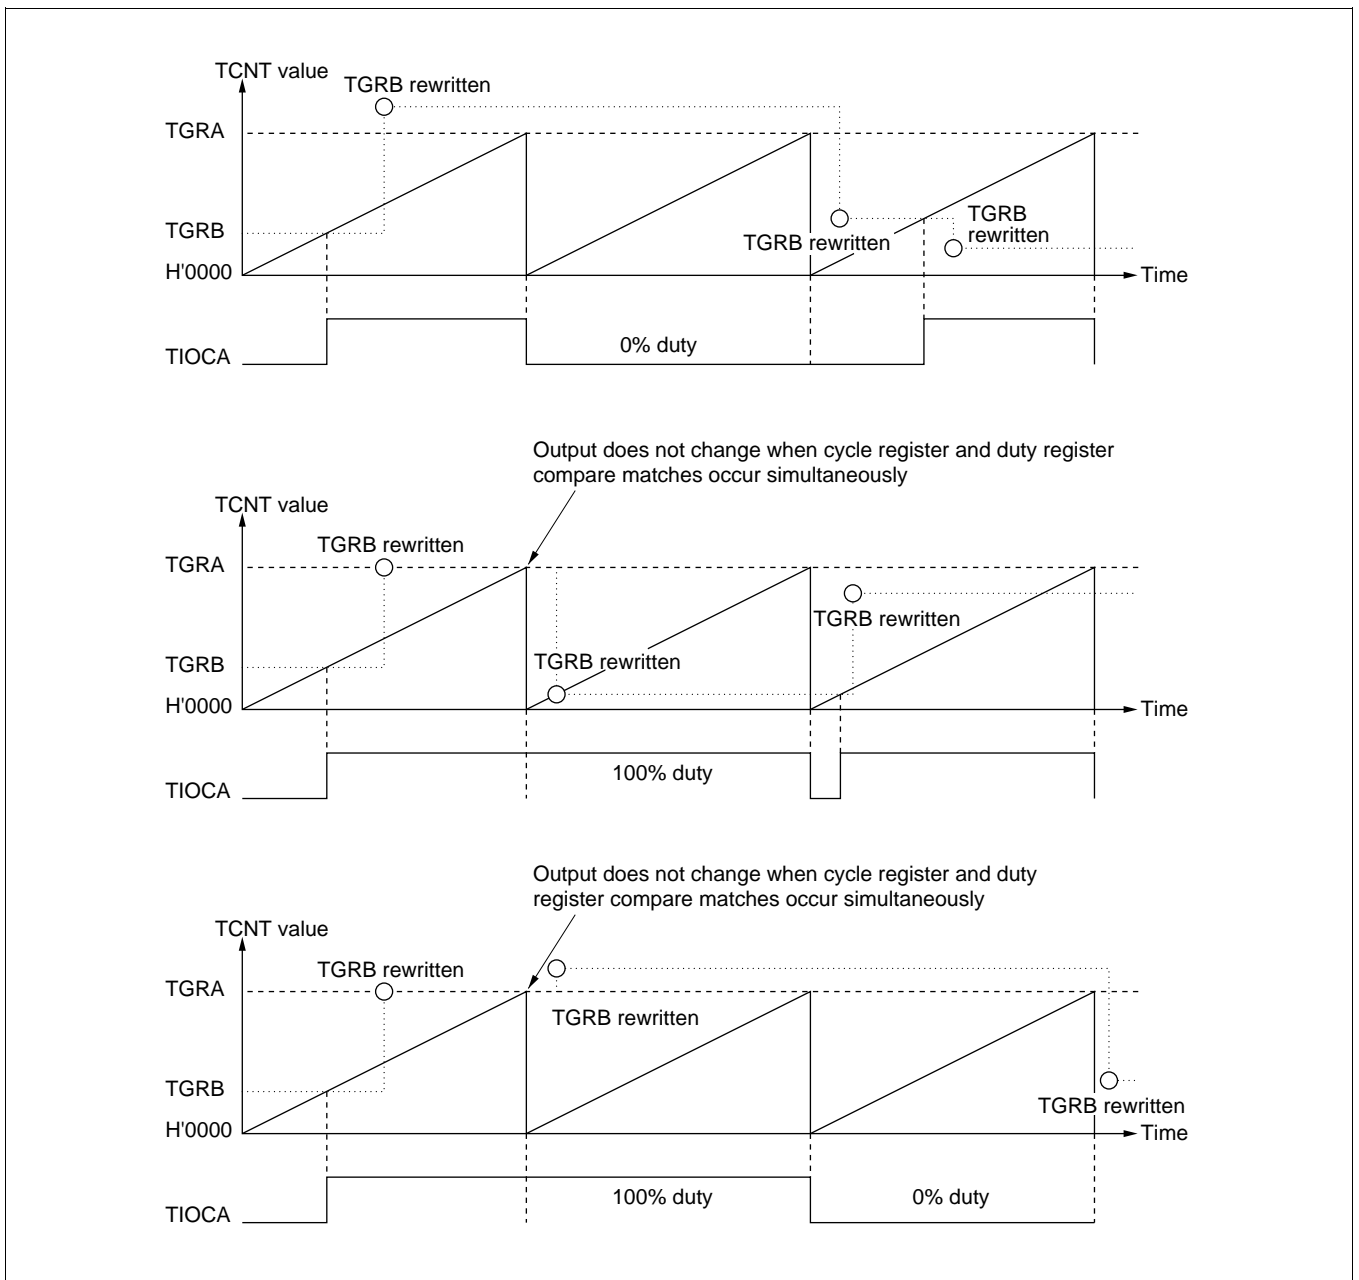 TCNT value
TGRB rewritten
TGRA
TGRB
TGRB rewritten
TGRB
rewritten
H'0000
Time
TIOCA
0% duty
Output does not change when cycle register and duty register
compare matches occur simultaneously
TCNT value
TGRB rewritten
TGRA
TGRB rewritten
TGRB
TGRB rewritten
H'0000
Time
TIOCA
100% duty
Output does not change when cycle register and duty
register compare matches occur simultaneously
TCNT value
TGRB rewritten
TGRA
TGRB rewritten
TGRB
TGRB rewritten
H'0000
Time
TIOCA
100% duty
0% duty